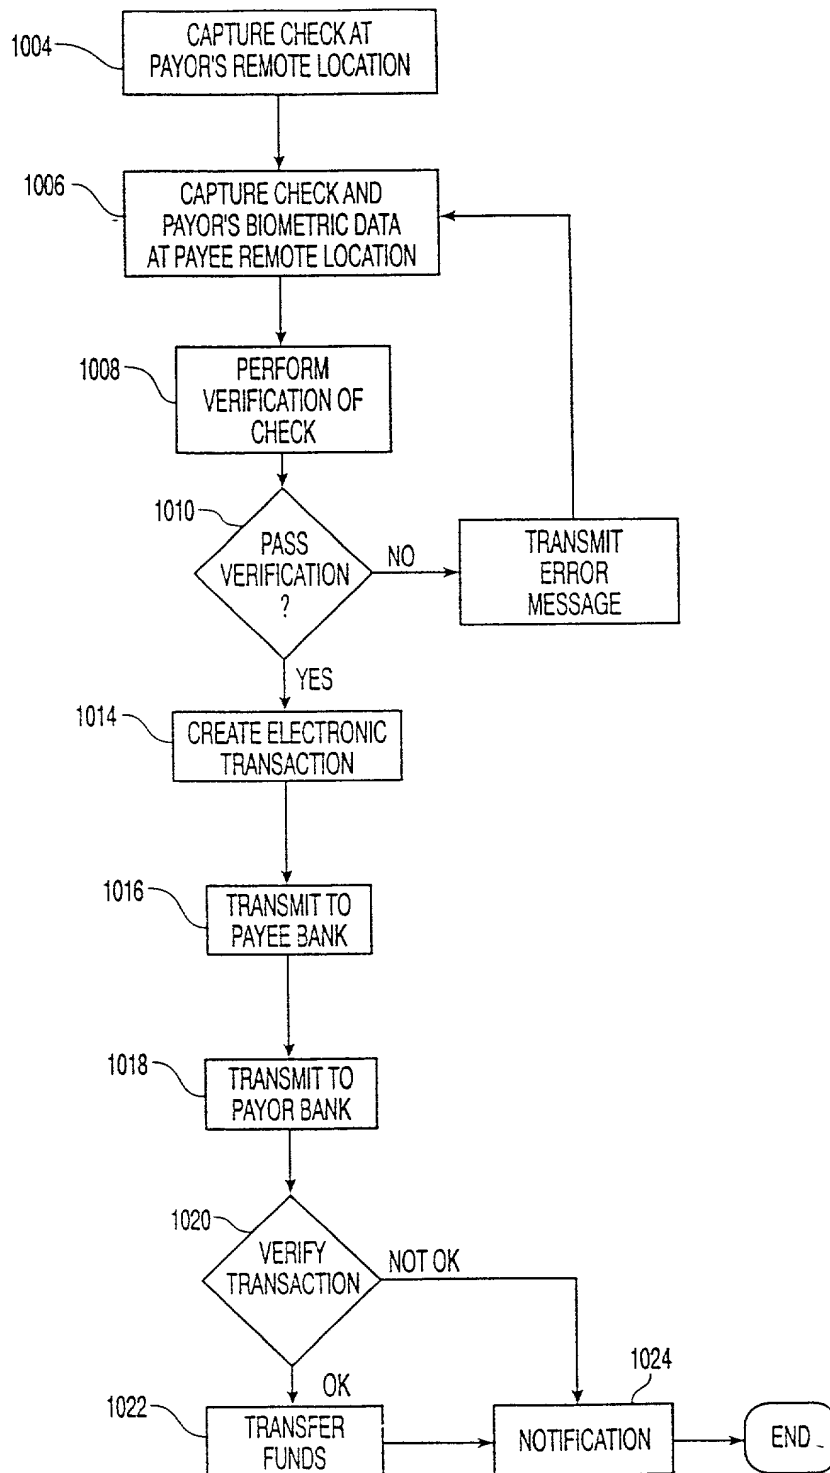 1004
CAPTURE CHECK AT
PAYOR'S REMOTE LOCATION
1006
CAPTURE CHECK AND
PAYOR'S BIOMETRIC DATA
AT PAYEE REMOTE LOCATION
1008
PERFORM
VERIFICATION OF
CHECK
1010
PASS
VERIFICATION
?
NO
TRANSMIT
ERROR
MESSAGE
YES
1014
CREATE ELECTRONIC
TRANSACTION
1016
TRANSMIT TO
PAYEE BANK
1018
TRANSMIT TO
PAYOR BANK
1020
VERIFY
TRANSACTION
NOT OK
OK
1022
TRANSFER
FUNDS
1024
NOTIFICATION
END